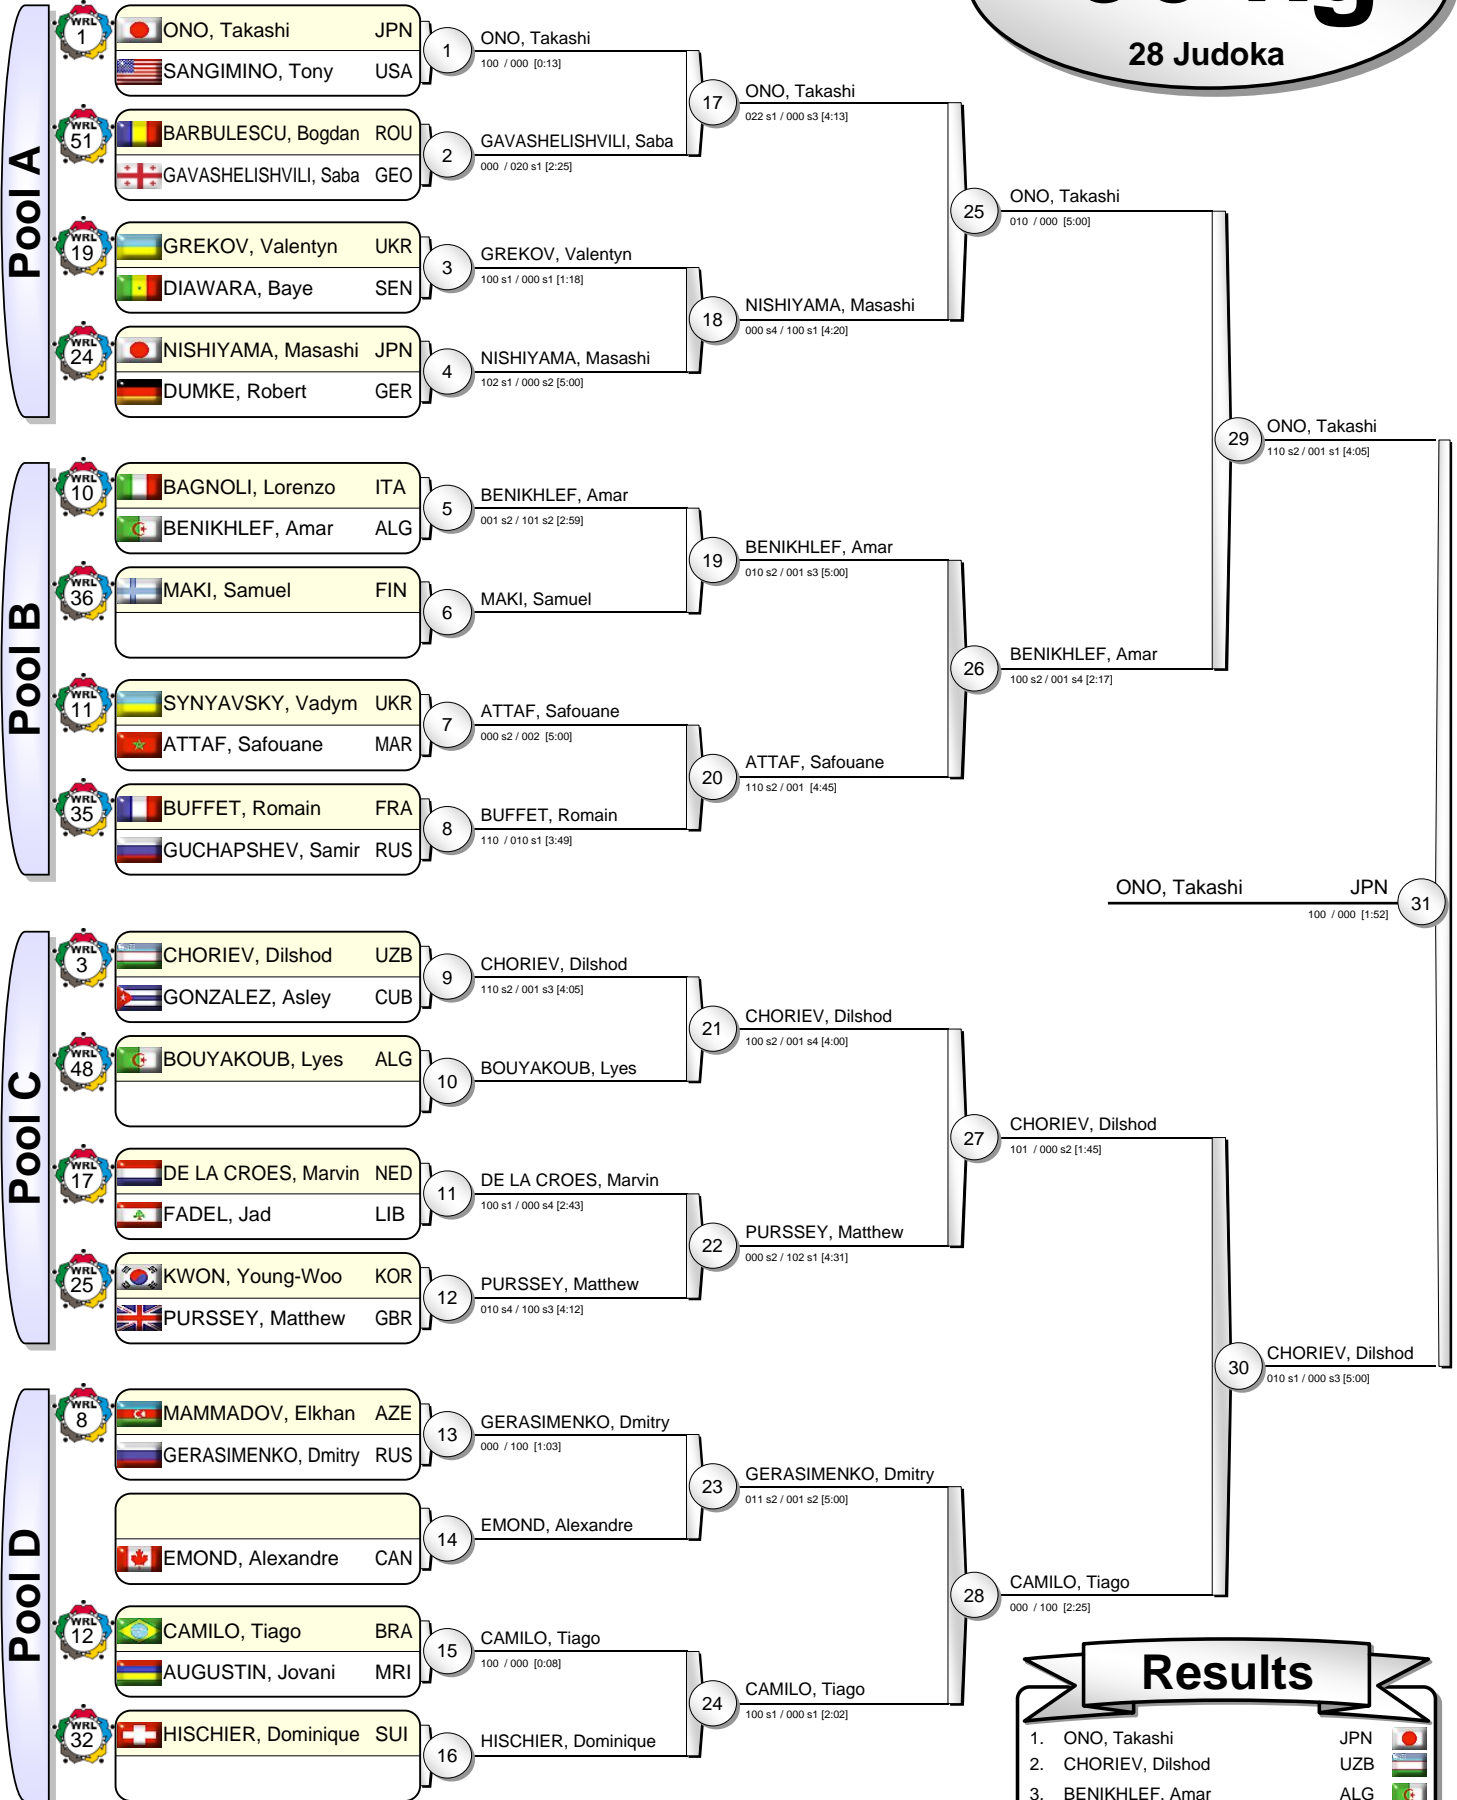 28 Judoka
Pool A
WRL 1
ONO, Takashi JPN
SANGIMINO, Tony USA
WRL 51
BARBULESCU, Bogdan ROU
GAVASHELISHVILI, Saba GEO
WRL 19
GREKOV, Valentyn UKR
DIAWARA, Baye SEN
WRL 24
NISHIYAMA, Masashi JPN
DUMKE, Robert GER
1
ONO, Takashi
100 / 000 [0:13]
2
GAVASHELISHVILI, Saba
000 / 020 s1 [2:25]
3
GREKOV, Valentyn
100 s1 / 000 s1 [1:18]
4
NISHIYAMA, Masashi
102 s1 / 000 s2 [5:00]
17
ONO, Takashi
022 s1 / 000 s3 [4:13]
18
NISHIYAMA, Masashi
000 s4 / 100 s1 [4:20]
25
ONO, Takashi
010 / 000 [5:00]
Pool B
WRL 10
BAGNOLI, Lorenzo ITA
BENIKHLEF, Amar ALG
WRL 36
MAKI, Samuel FIN
WRL 11
SYNYAVSKY, Vadym UKR
ATTAF, Safouane MAR
WRL 35
BUFFET, Romain FRA
GUCHAPSHEV, Samir RUS
5
BENIKHLEF, Amar
001 s2 / 101 s2 [2:59]
6
MAKI, Samuel
7
ATTAF, Safouane
000 s2 / 002 [5:00]
8
BUFFET, Romain
110 / 010 s1 [3:49]
19
BENIKHLEF, Amar
010 s2 / 001 s3 [5:00]
20
ATTAF, Safouane
110 s2 / 001 [4:45]
26
BENIKHLEF, Amar
100 s2 / 001 s4 [2:17]
29
ONO, Takashi
110 s2 / 001 s1 [4:05]
ONO, Takashi JPN
100 / 000 [1:52]
31
Pool C
WRL 3
CHORIEV, Dilshod UZB
GONZALEZ, Asley CUB
WRL 48
BOUYAKOUB, Lyes ALG
WRL 17
DE LA CROES, Marvin NED
FADEL, Jad LIB
WRL 25
KWON, Young-Woo KOR
PURSSEY, Matthew GBR
9
CHORIEV, Dilshod
110 s2 / 001 s3 [4:05]
10
BOUYAKOUB, Lyes
11
DE LA CROES, Marvin
100 s1 / 000 s4 [2:43]
12
PURSSEY, Matthew
010 s4 / 100 s3 [4:12]
21
CHORIEV, Dilshod
100 s2 / 001 s4 [4:00]
22
PURSSEY, Matthew
000 s2 / 102 s1 [4:31]
27
CHORIEV, Dilshod
101 / 000 s2 [1:45]
Pool D
WRL 8
MAMMADOV, Elkhan AZE
GERASIMENKO, Dmitry RUS
EMOND, Alexandre CAN
WRL 12
CAMILO, Tiago BRA
AUGUSTIN, Jovani MRI
WRL 32
HISCHIER, Dominique SUI
13
GERASIMENKO, Dmitry
000 / 100 [1:03]
14
EMOND, Alexandre
15
CAMILO, Tiago
100 / 000 [0:08]
16
HISCHIER, Dominique
23
GERASIMENKO, Dmitry
011 s2 / 001 s2 [5:00]
24
CAMILO, Tiago
100 s1 / 000 s1 [2:02]
28
CAMILO, Tiago
000 / 100 [2:25]
30
CHORIEV, Dilshod
010 s1 / 000 s3 [5:00]
Results
1. ONO, Takashi JPN
2. CHORIEV, Dilshod UZB
3. BENIKHLEF, Amar ALG